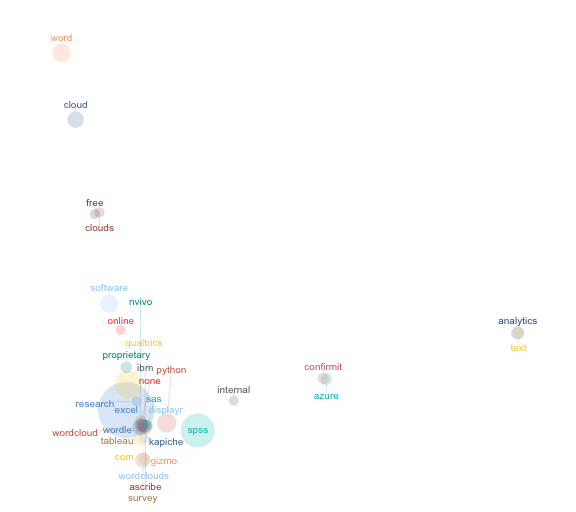 word
cloud
free
clouds
software
nvivo
online
qualtrics
proprietary
ibm
python
none
confirmit
analytics
text
azure
internal
research
sas
excel
displayr
wordcloud
wordle
spss
tableau
kapiche
com
gizmo
wordclouds
ascribe
survey